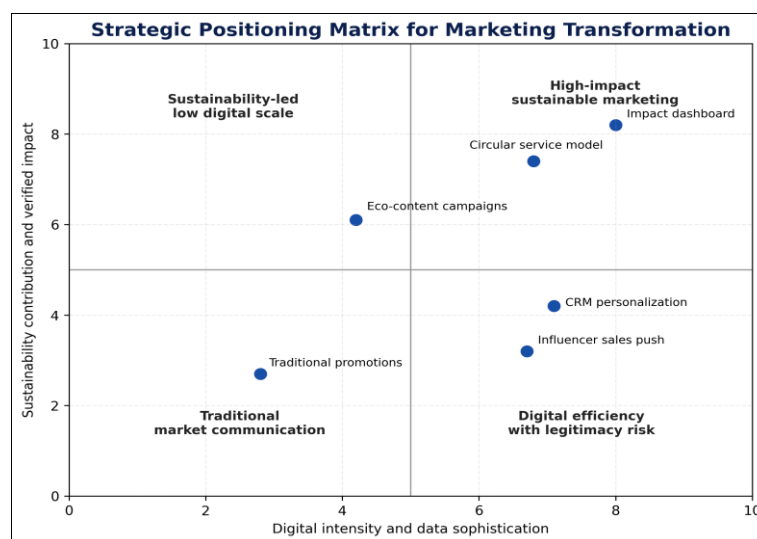 Strategic Positioning Matrix for Marketing Transformation
10
8
6
4
2
0
Sustainability contribution and verified impact
Sustainability-led
low digital scale
High-impact
sustainable marketing
Impact dashboard
Circular service model
Eco-content campaigns
CRM personalization
Influencer sales push
Traditional promotions
Traditional
market communication
Digital efficiency
with legitimacy risk
0
2
4
6
8
10
Digital intensity and data sophistication